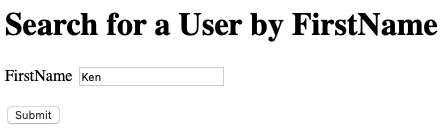 Search for a User by FirstName
FirstName Ken
Submit